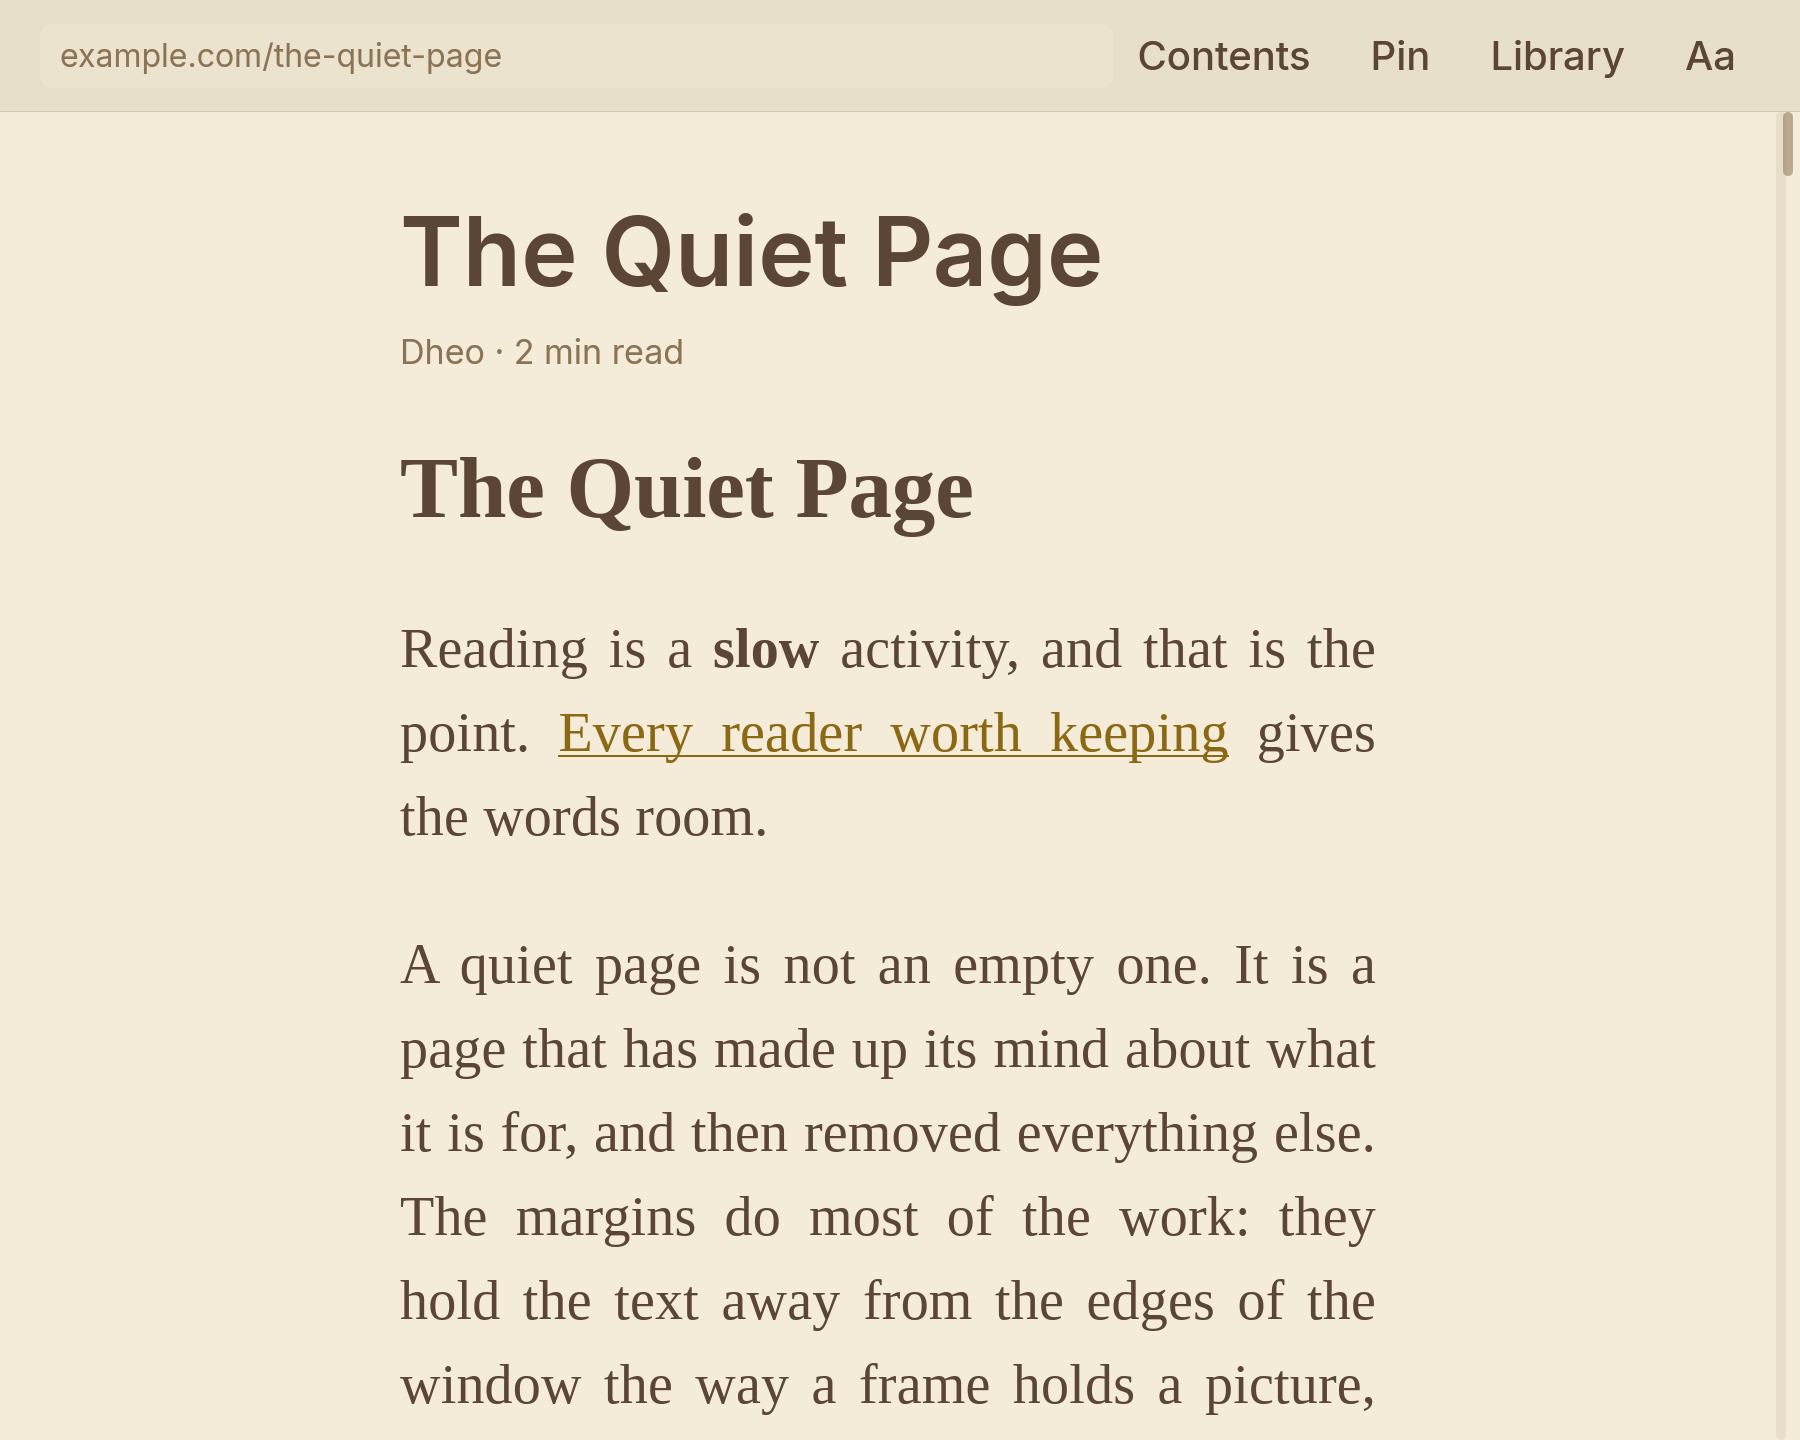 example.com/the-quiet-page
Contents
Pin
Library
Aa
The Quiet Page
Dheo · 2 min read
The Quiet Page
Reading is a slow activity, and that is the
point. Every reader worth keeping gives
the words room.
A quiet page is not an empty one. It is a
page that has made up its mind about what
it is for, and then removed everything else.
The margins do most of the work: they
hold the text away from the edges of the
window the way a frame holds a picture,